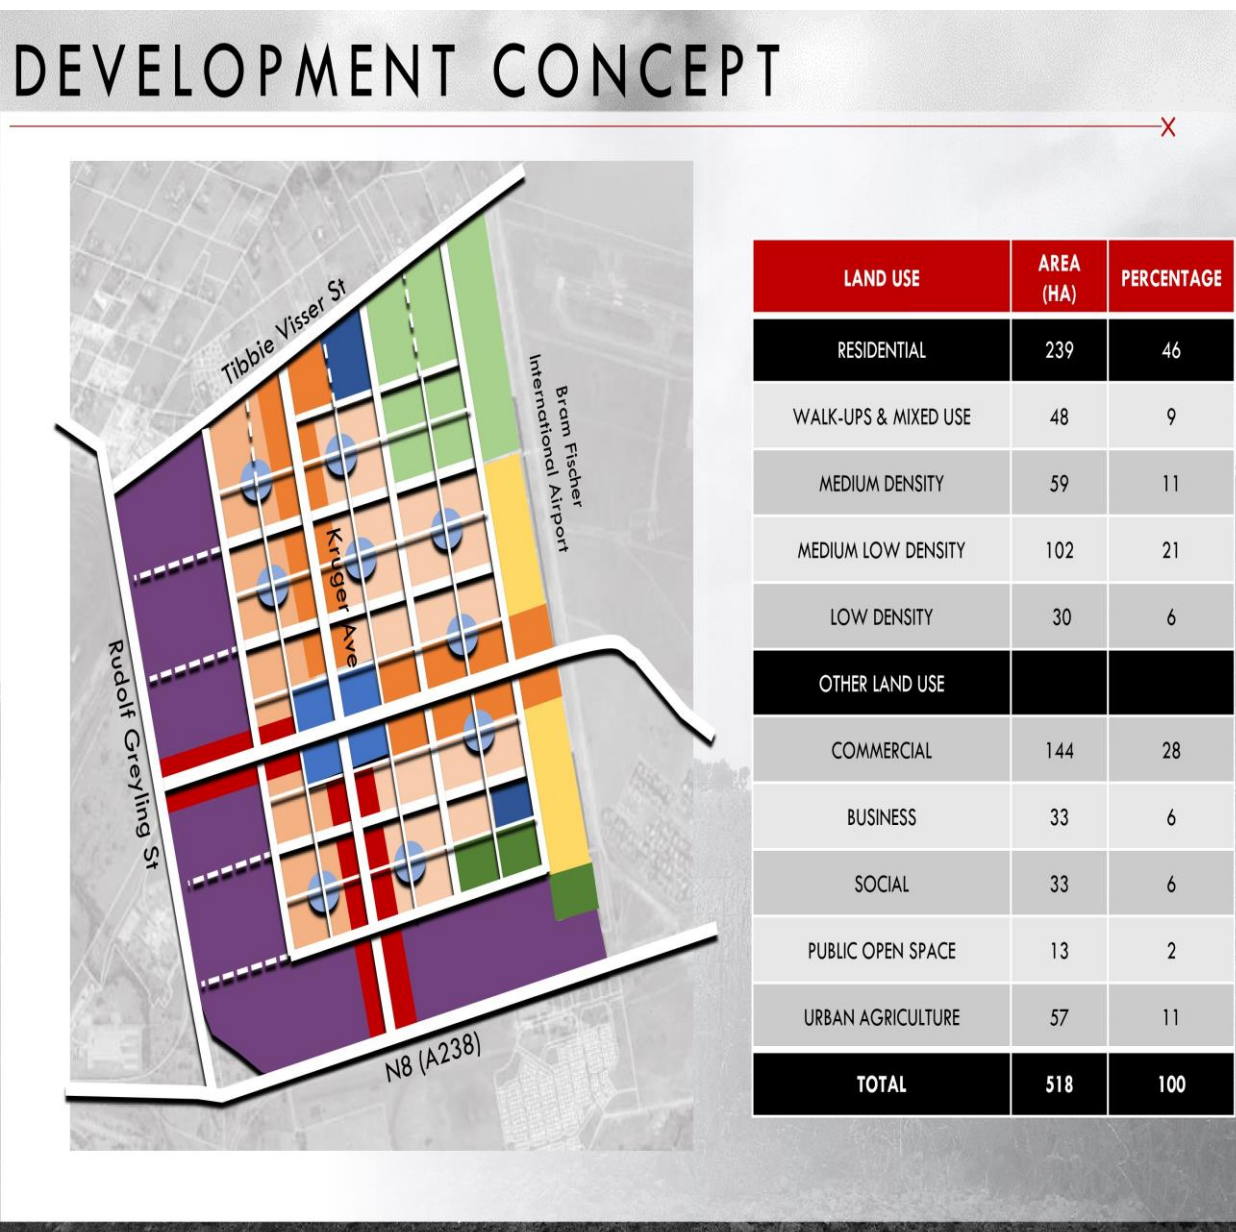 DEVELOPMENT CONCEPT
Tibbie Visser St
Bram Fischer
International Airport
Kruger Ave
Rudolf Greyling St
N8 (A238)
LAND USE AREA (HA) PERCENTAGE
RESIDENTIAL 239 46
WALK-UPS & MIXED USE 48 9
MEDIUM DENSITY 59 11
MEDIUM LOW DENSITY 102 21
LOW DENSITY 30 6
OTHER LAND USE
COMMERCIAL 144 28
BUSINESS 33 6
SOCIAL 33 6
PUBLIC OPEN SPACE 13 2
URBAN AGRICULTURE 57 11
TOTAL 518 100